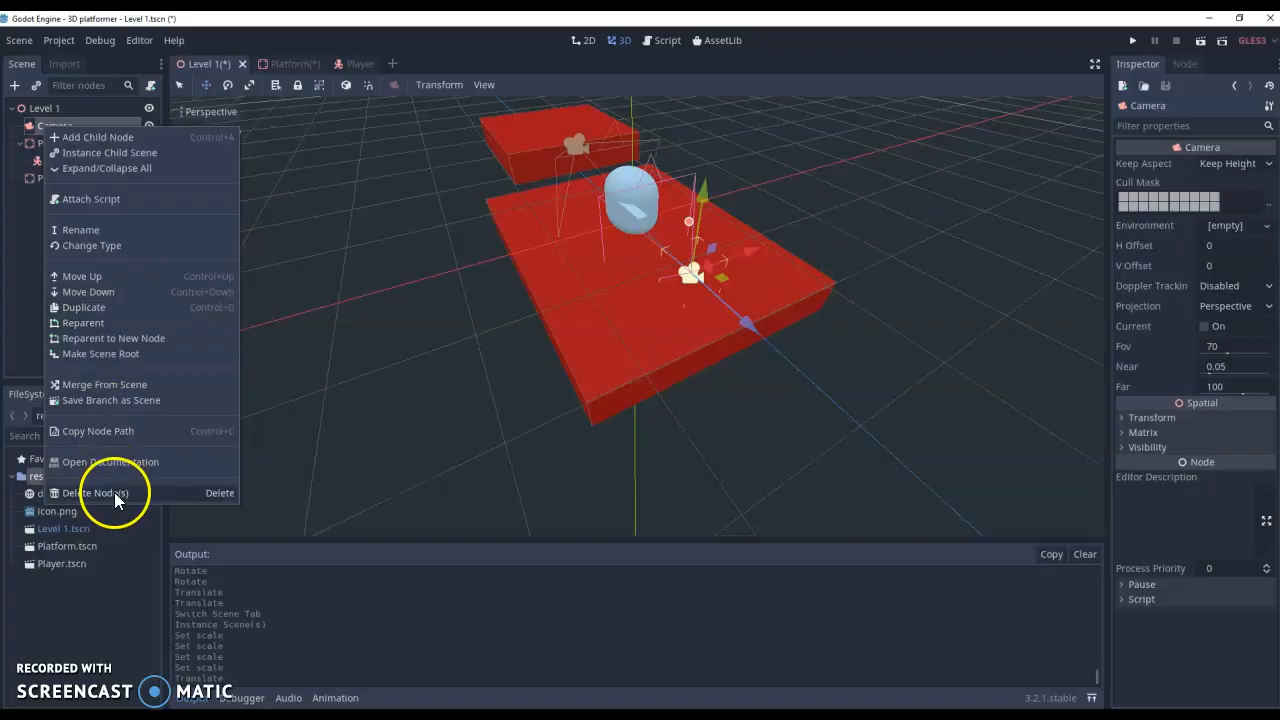 Godot Engine - 3D platformer - Level 1.tscn (*)
Scene Project Debug Editor Help
2D 3D Script AssetLib
GLES3
Scene Import
Level 1(*) Platform(*) Player
Inspector Node
Filter nodes
Transform View
Level 1
Perspective
Camera
Camera
Filter properties
Add Child Node Control+A
Instance Child Scene
Expand/Collapse All
Attach Script
Rename
Change Type
Move Up Control+Up
Move Down Control+Down
Duplicate Control+D
Reparent
Reparent to New Node
Make Scene Root
Merge From Scene
Save Branch as Scene
Copy Node Path Control+C
Open Documentation
Delete Node(s) Delete
Camera
Keep Aspect Keep Height
Cull Mask
Environment [empty]
H Offset 0
V Offset 0
Doppler Trackin Disabled
Projection Perspective
Current On
Fov 70
Near 0.05
Far 100
Spatial
Transform
Matrix
Visibility
Node
Editor Description
Process Priority 0
Pause
Script
FileSys
re
Search
Fav
res
d
icon.png
Level 1.tscn
Platform.tscn
Player.tscn
Output: Copy Clear
Rotate
Rotate
Translate
Translate
Switch Scene Tab
Instance Scene(s)
Set scale
Set scale
Set scale
Set scale
Translate
Output Debugger Audio Animation 3.2.1.stable
RECORDED WITH
SCREENCAST MATIC